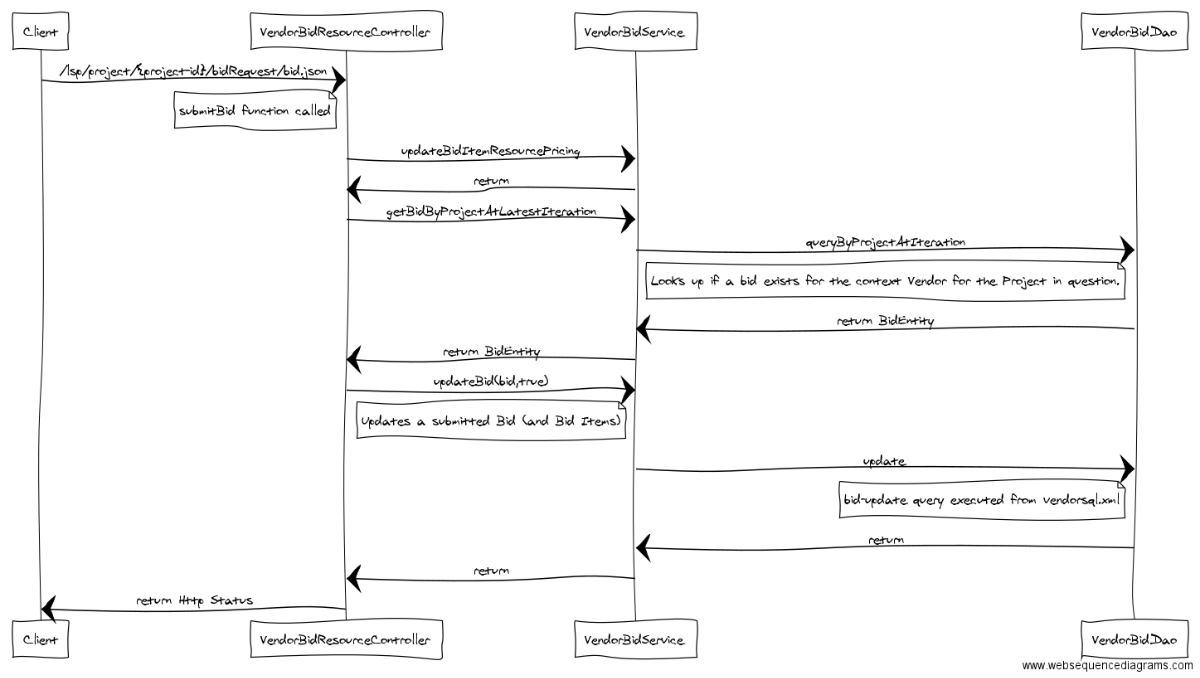 Client
VendorBidResourceController
VendorBidService
VendorBidDao
/lsp/project/{project-id}/bidRequest/bid.json
submitBid function called
updateBidItemResourcePricing
return
getBidByProjectAtLatestIteration
queryByProjectAtIteration
Looks up if a bid exists for the context Vendor for the Project in question.
return BidEntity
return BidEntity
updateBid(bid,true)
Updates a submitted Bid (and Bid Items)
update
bid-update query executed from vendorsql.xml
return
return
return Http Status
Client
VendorBidResourceController
VendorBidService
VendorBidDao
www.websequencediagrams.com